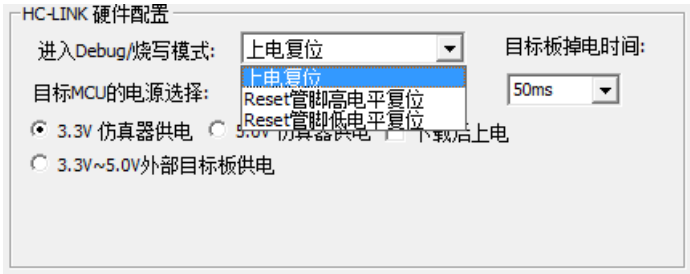 HC-LINK 硬件配置
进入Debug/烧写模式: 上电复位 目标板掉电时间:
上电复位
目标MCU的电源选择: Reset管脚高电平复位 50ms
Reset管脚低电平复位
3.3V 仿真器供电 5.0V 仿真器供电 下载后上电
3.3V~5.0V外部目标板供电